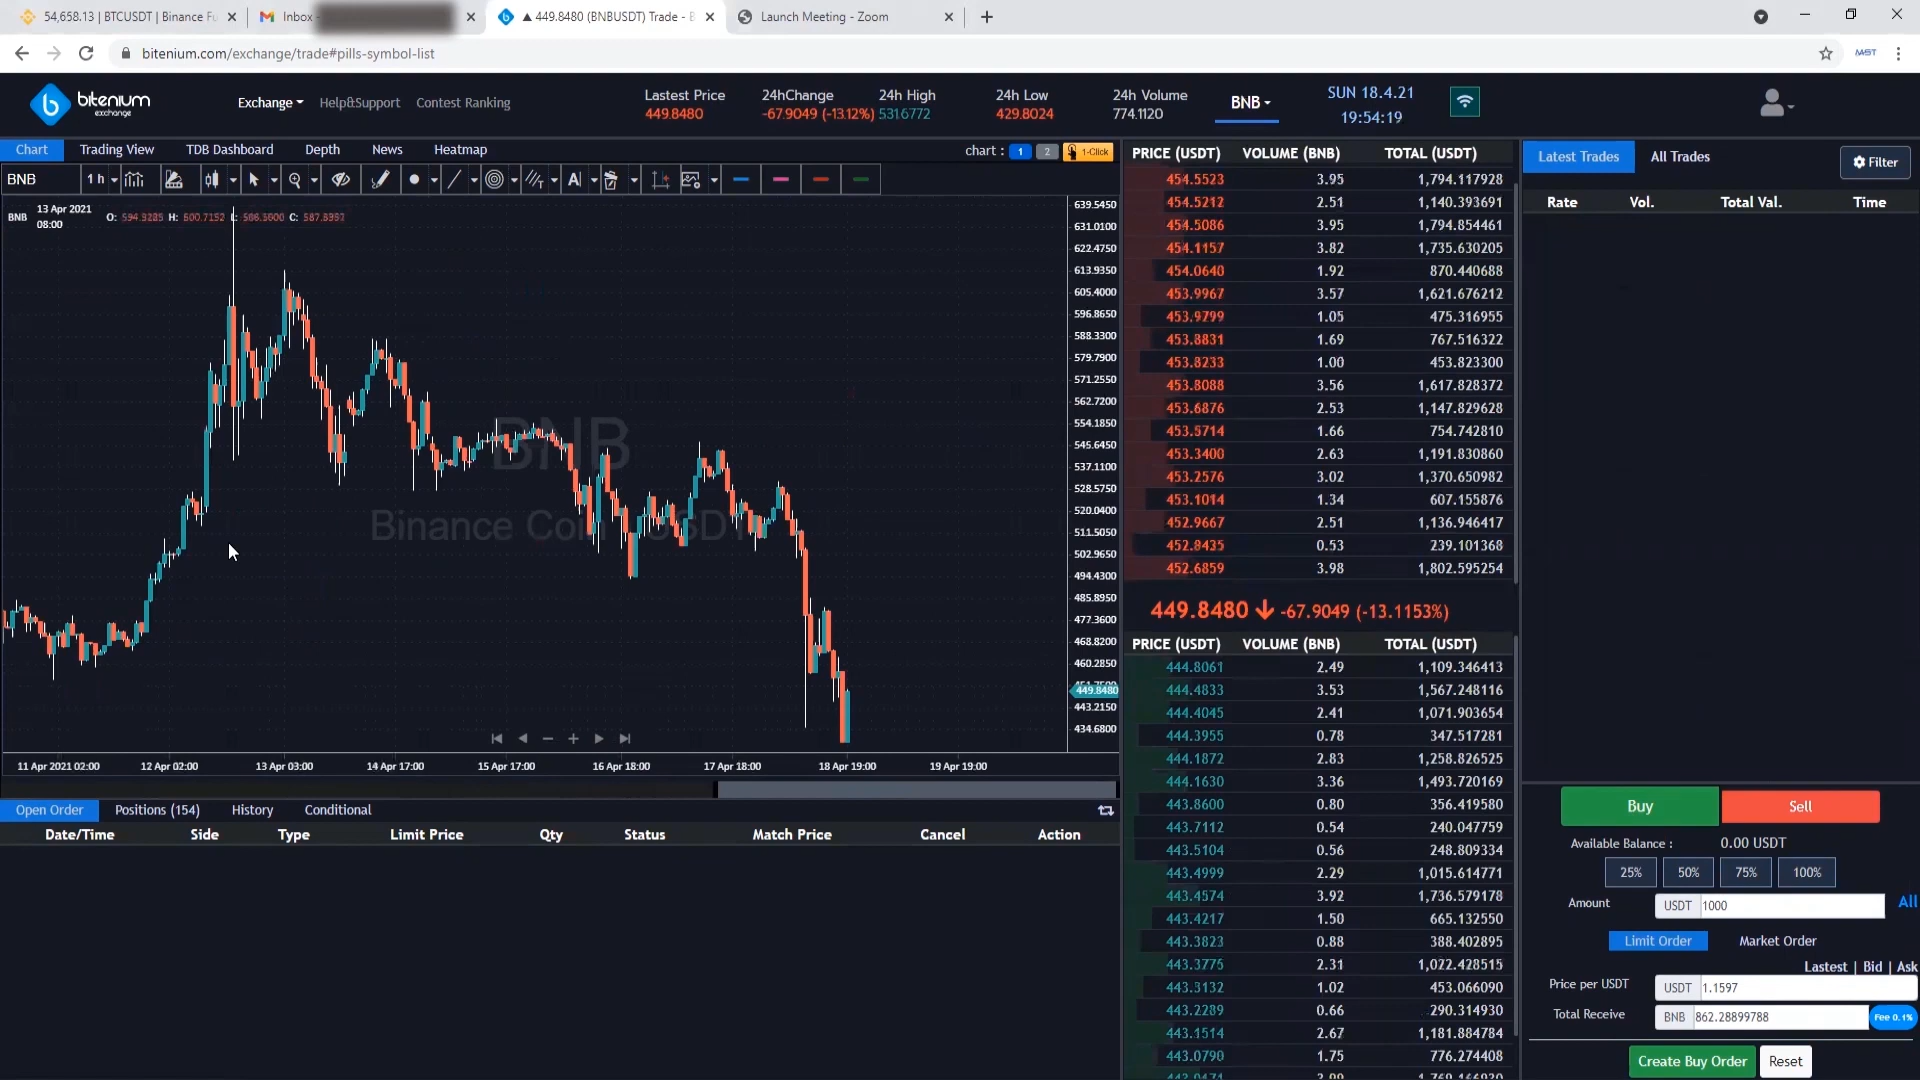 54,658.13 | BTCUSDT | Binance Fu
Inbox -
▲ 449.8480 (BNBUSDT) Trade - B
Launch Meeting - Zoom
bitenium.com/exchange/trade#pills-symbol-list
MST
bitenium
exchange
Exchange
Help&Support
Contest Ranking
Lastest Price
449.8480
24hChange
-67.9049 (-13.12%)
24h High
5316772
24h Low
429.8024
24h Volume
774.1120
BNB
SUN 18.4.21
19:54:19
Chart
Trading View
TDB Dashboard
Depth
News
Heatmap
chart :
1
2
1-Click
BNB
1 h
A
BNB
13 Apr 2021
08:00
O:
H:
L:
C:
BNB
Binance Coin
639.5450
631.0100
622.4750
613.9350
605.4000
596.8650
588.3300
579.7900
571.2550
562.7200
554.1850
545.6450
537.1100
528.5750
520.0400
511.5050
502.9650
494.4300
485.8950
477.3600
468.8200
460.2850
449.8480
443.2150
434.6800
11 Apr 2021 02:00
12 Apr 02:00
13 Apr 03:00
14 Apr 17:00
15 Apr 17:00
16 Apr 18:00
17 Apr 18:00
18 Apr 19:00
19 Apr 19:00
Open Order
Positions (154)
History
Conditional
Date/Time
Side
Type
Limit Price
Qty
Status
Match Price
Cancel
Action
PRICE (USDT) VOLUME (BNB) TOTAL (USDT)
454.5523 3.95 1,794.117928
454.5212 2.51 1,140.393691
454.5086 3.95 1,794.854461
454.1157 3.82 1,735.630205
454.0640 1.92 870.440688
453.9967 3.57 1,621.676212
453.9799 1.05 475.316955
453.8831 1.69 767.516322
453.8233 1.00 453.823300
453.8088 3.56 1,617.828372
453.6876 2.53 1,147.829628
453.5714 1.66 754.742810
453.3400 2.63 1,191.830860
453.2576 3.02 1,370.650982
453.1014 1.34 607.155876
452.9667 2.51 1,136.946417
452.8435 0.53 239.101368
452.6859 3.98 1,802.595254
449.8480 ↓ -67.9049 (-13.1153%)
PRICE (USDT) VOLUME (BNB) TOTAL (USDT)
444.8061 2.49 1,109.346413
444.4833 3.53 1,567.248116
444.4045 2.41 1,071.903654
444.3955 0.78 347.517281
444.1872 2.83 1,258.826525
444.1630 3.36 1,493.720169
443.8600 0.80 356.419580
443.7112 0.54 240.047759
443.5104 0.56 248.809334
443.4999 2.29 1,015.614771
443.4574 3.92 1,736.579178
443.4217 1.50 665.132550
443.3823 0.88 388.402895
443.3775 2.31 1,022.428515
443.3132 1.02 453.066090
443.2289 0.66 290.314930
443.1514 2.67 1,181.884784
443.0790 1.75 776.274408
Latest Trades
All Trades
Filter
Rate
Vol.
Total Val.
Time
Buy
Sell
Available Balance : 0.00 USDT
25% 50% 75% 100%
Amount USDT 1000 All
Limit Order
Market Order
Lastest | Bid | Ask
Price per USDT USDT 1.1597
Total Receive BNB 862.28899788 Fee 0.1%
Create Buy Order
Reset